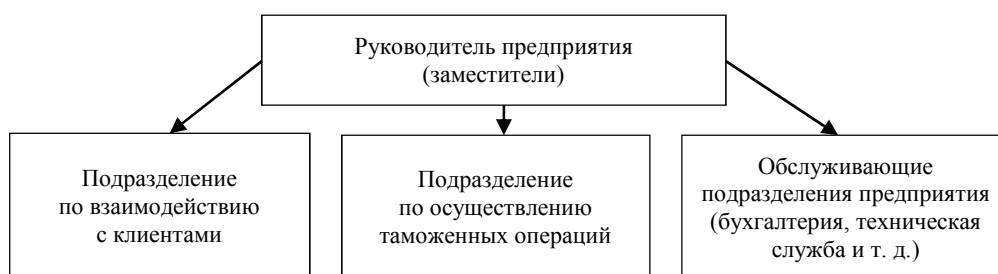 Руководитель предприятия
(заместители)
Подразделение
по взаимодействию
с клиентами
Подразделение
по осуществлению
таможенных операций
Обслуживающие
подразделения предприятия
(бухгалтерия, техническая
служба и т. д.)